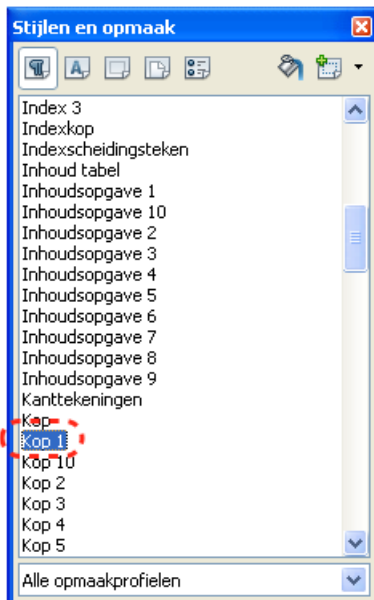 Stijlen en opmaak
Index 3
Indexkop
Indexscheidingsteken
Inhoud tabel
Inhoudsopgave 1
Inhoudsopgave 10
Inhoudsopgave 2
Inhoudsopgave 3
Inhoudsopgave 4
Inhoudsopgave 5
Inhoudsopgave 6
Inhoudsopgave 7
Inhoudsopgave 8
Inhoudsopgave 9
Kanttekeningen
Kop
Kop 1
Kop 10
Kop 2
Kop 3
Kop 4
Kop 5
Alle opmaakprofielen